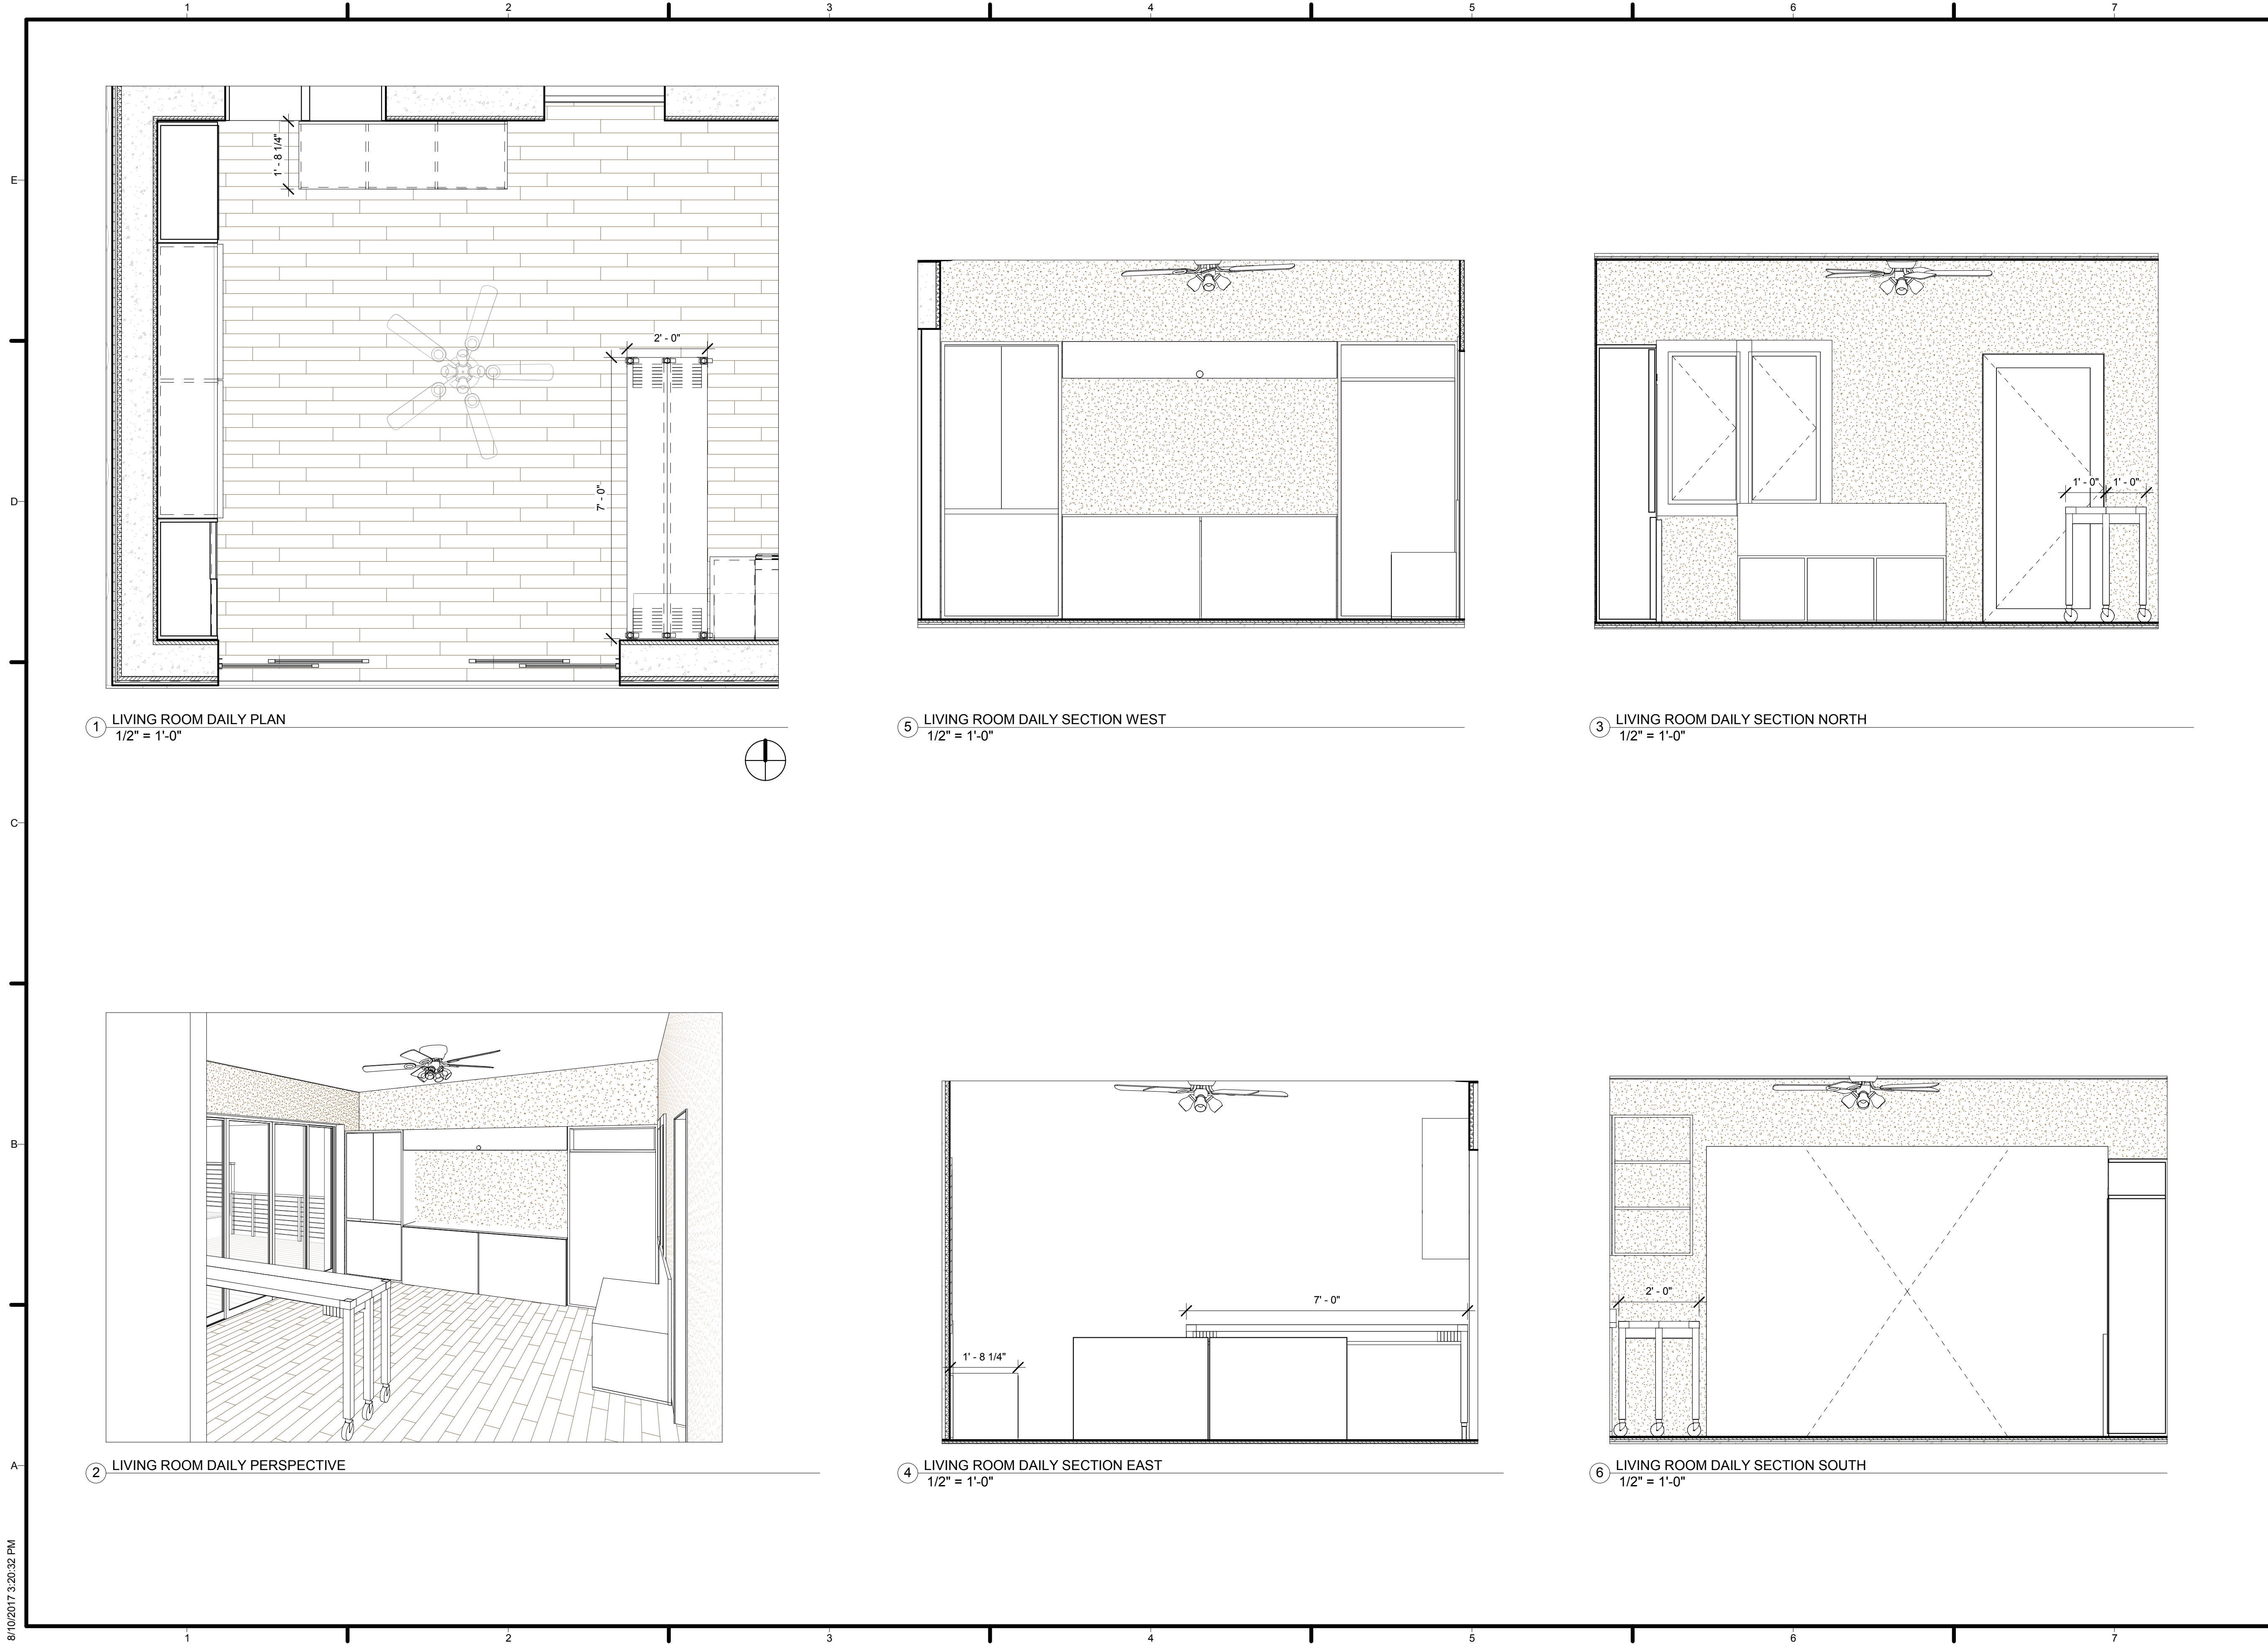 1 2 3 4 5 6 7
E
D
C
B
A
1' - 8 1/4"
2' - 0"
7' - 0"
1 LIVING ROOM DAILY PLAN
1/2" = 1'-0"
5 LIVING ROOM DAILY SECTION WEST
1/2" = 1'-0"
1' - 0" 1' - 0"
3 LIVING ROOM DAILY SECTION NORTH
1/2" = 1'-0"
2 LIVING ROOM DAILY PERSPECTIVE
7' - 0"
1' - 8 1/4"
4 LIVING ROOM DAILY SECTION EAST
1/2" = 1'-0"
2' - 0"
6 LIVING ROOM DAILY SECTION SOUTH
1/2" = 1'-0"
8/10/2017 3:20:32 PM
1 2 3 4 5 6 7